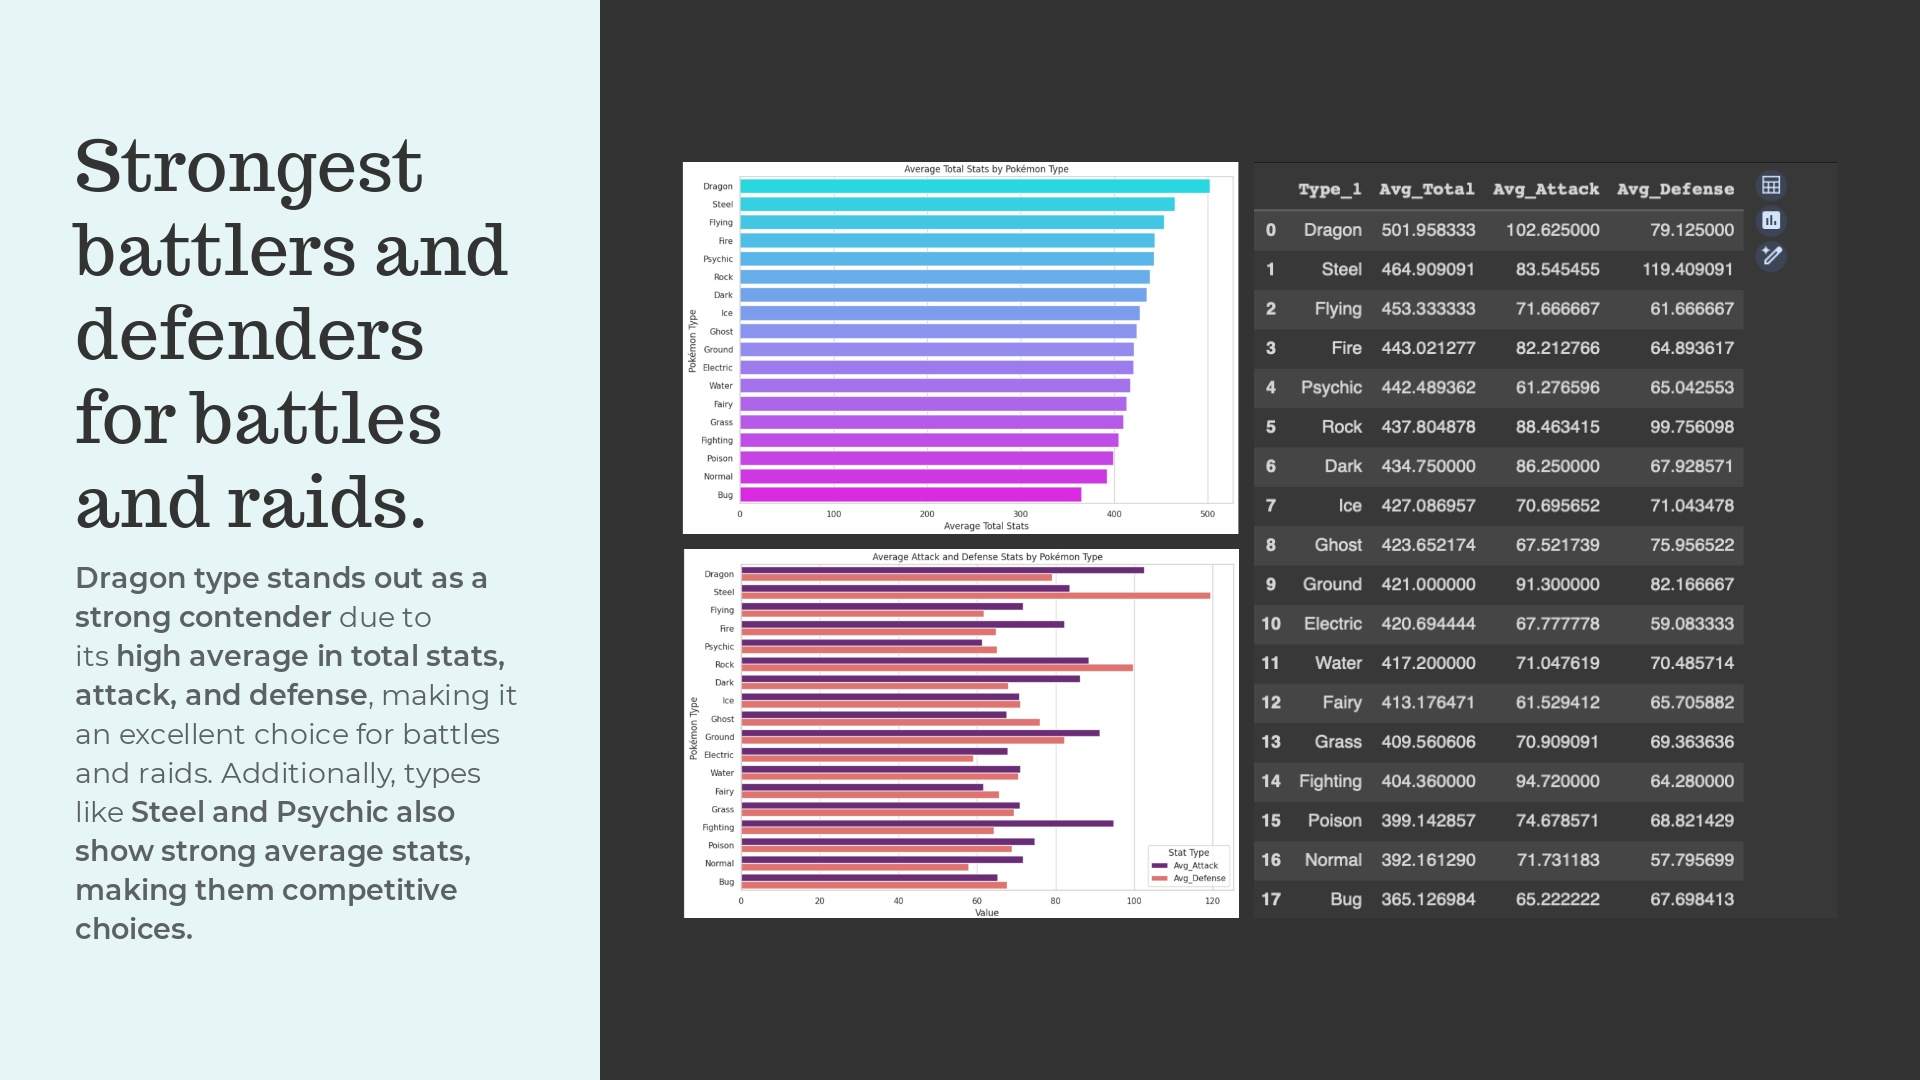 Strongest
battlers and
defenders
for battles
and raids.
Dragon type stands out as a
strong contender due to
its high average in total stats,
attack, and defense, making it
an excellent choice for battles
and raids. Additionally, types
like Steel and Psychic also
show strong average stats,
making them competitive
choices.
Average Total Stats by Pokémon Type
Pokémon Type
Dragon
Steel
Flying
Fire
Psychic
Rock
Dark
Ice
Ghost
Ground
Electric
Water
Fairy
Grass
Fighting
Poison
Normal
Bug
0 100 200 300 400 500
Average Total Stats
Average Attack and Defense Stats by Pokémon Type
Pokémon Type
Dragon
Steel
Flying
Fire
Psychic
Rock
Dark
Ice
Ghost
Ground
Electric
Water
Fairy
Grass
Fighting
Poison
Normal
Bug
Stat Type
Avg_Attack
Avg_Defense
0 20 40 60 80 100 120
Value
Type_1 Avg_Total Avg_Attack Avg_Defense
0 Dragon 501.958333 102.625000 79.125000
1 Steel 464.909091 83.545455 119.409091
2 Flying 453.333333 71.666667 61.666667
3 Fire 443.021277 82.212766 64.893617
4 Psychic 442.489362 61.276596 65.042553
5 Rock 437.804878 88.463415 99.756098
6 Dark 434.750000 86.250000 67.928571
7 Ice 427.086957 70.695652 71.043478
8 Ghost 423.652174 67.521739 75.956522
9 Ground 421.000000 91.300000 82.166667
10 Electric 420.694444 67.777778 59.083333
11 Water 417.200000 71.047619 70.485714
12 Fairy 413.176471 61.529412 65.705882
13 Grass 409.560606 70.909091 69.363636
14 Fighting 404.360000 94.720000 64.280000
15 Poison 399.142857 74.678571 68.821429
16 Normal 392.161290 71.731183 57.795699
17 Bug 365.126984 65.222222 67.698413